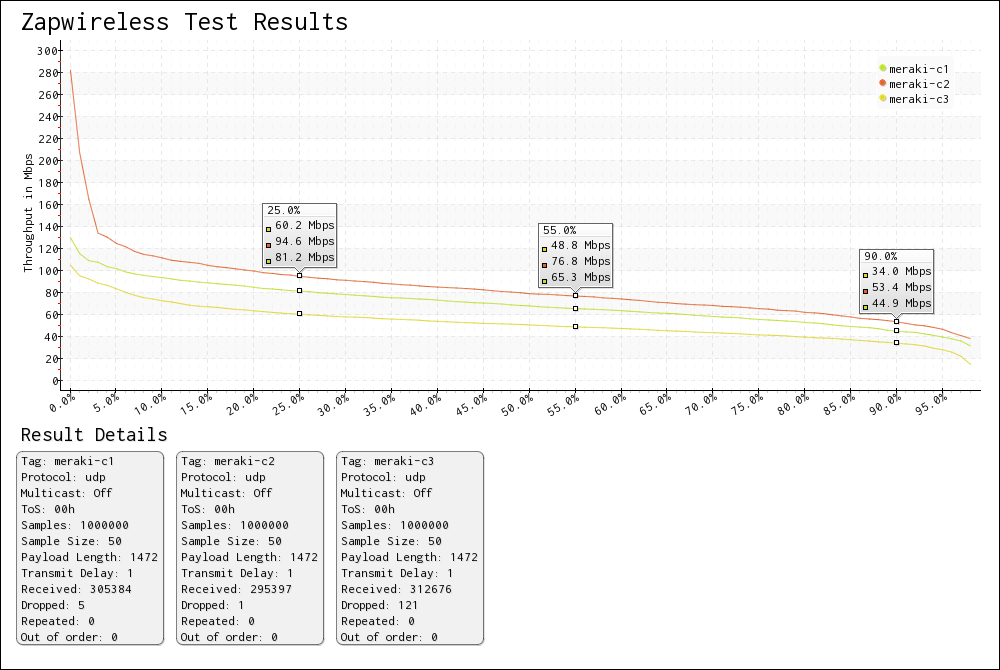 Zapwireless Test Results
Throughput in Mbps
300
280
260
240
220
200
180
160
140
120
100
80
60
40
20
0
meraki-c1
meraki-c2
meraki-c3
25.0%
60.2 Mbps
94.6 Mbps
81.2 Mbps
55.0%
48.8 Mbps
76.8 Mbps
65.3 Mbps
90.0%
34.0 Mbps
53.4 Mbps
44.9 Mbps
0.0% 5.0% 10.0% 15.0% 20.0% 25.0% 30.0% 35.0% 40.0% 45.0% 50.0% 55.0% 60.0% 65.0% 70.0% 75.0% 80.0% 85.0% 90.0% 95.0%
Result Details
Tag: meraki-c1
Protocol: udp
Multicast: Off
ToS: 00h
Samples: 1000000
Sample Size: 50
Payload Length: 1472
Transmit Delay: 1
Received: 305384
Dropped: 5
Repeated: 0
Out of order: 0
Tag: meraki-c2
Protocol: udp
Multicast: Off
ToS: 00h
Samples: 1000000
Sample Size: 50
Payload Length: 1472
Transmit Delay: 1
Received: 295397
Dropped: 1
Repeated: 0
Out of order: 0
Tag: meraki-c3
Protocol: udp
Multicast: Off
ToS: 00h
Samples: 1000000
Sample Size: 50
Payload Length: 1472
Transmit Delay: 1
Received: 312676
Dropped: 121
Repeated: 0
Out of order: 0